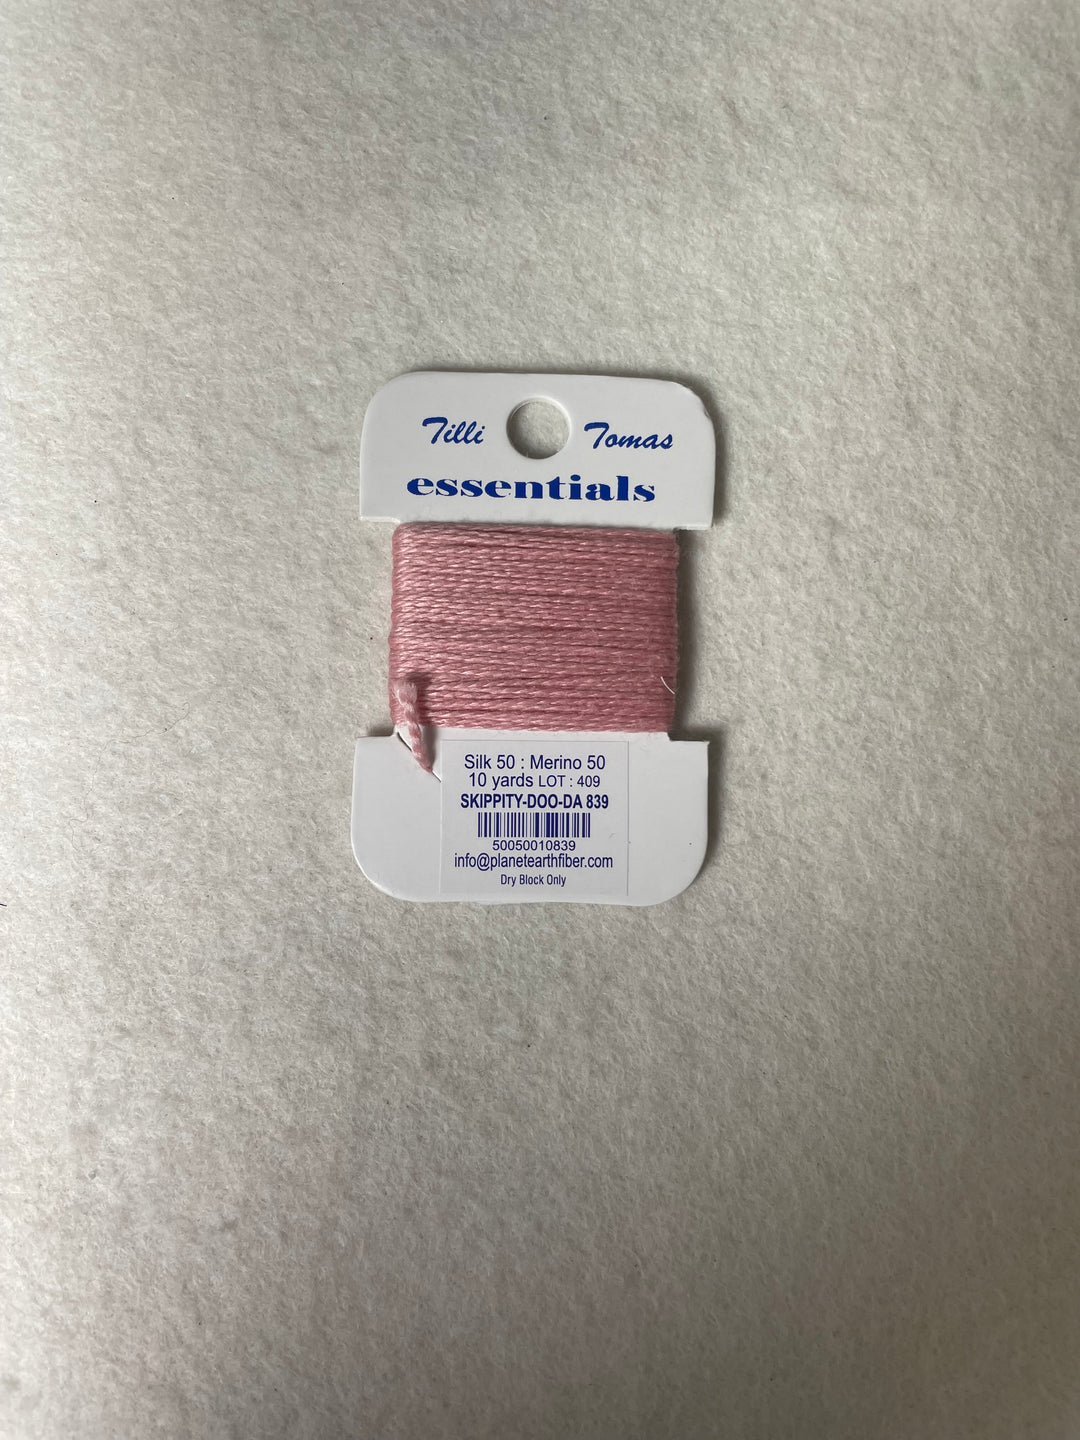 Tilli Tomas
essentials
Silk 50 : Merino 50
10 yards LOT : 409
SKIPPITY-DOO-DA 839
50050010839
info@planetearthfiber.com
Dry Block Only